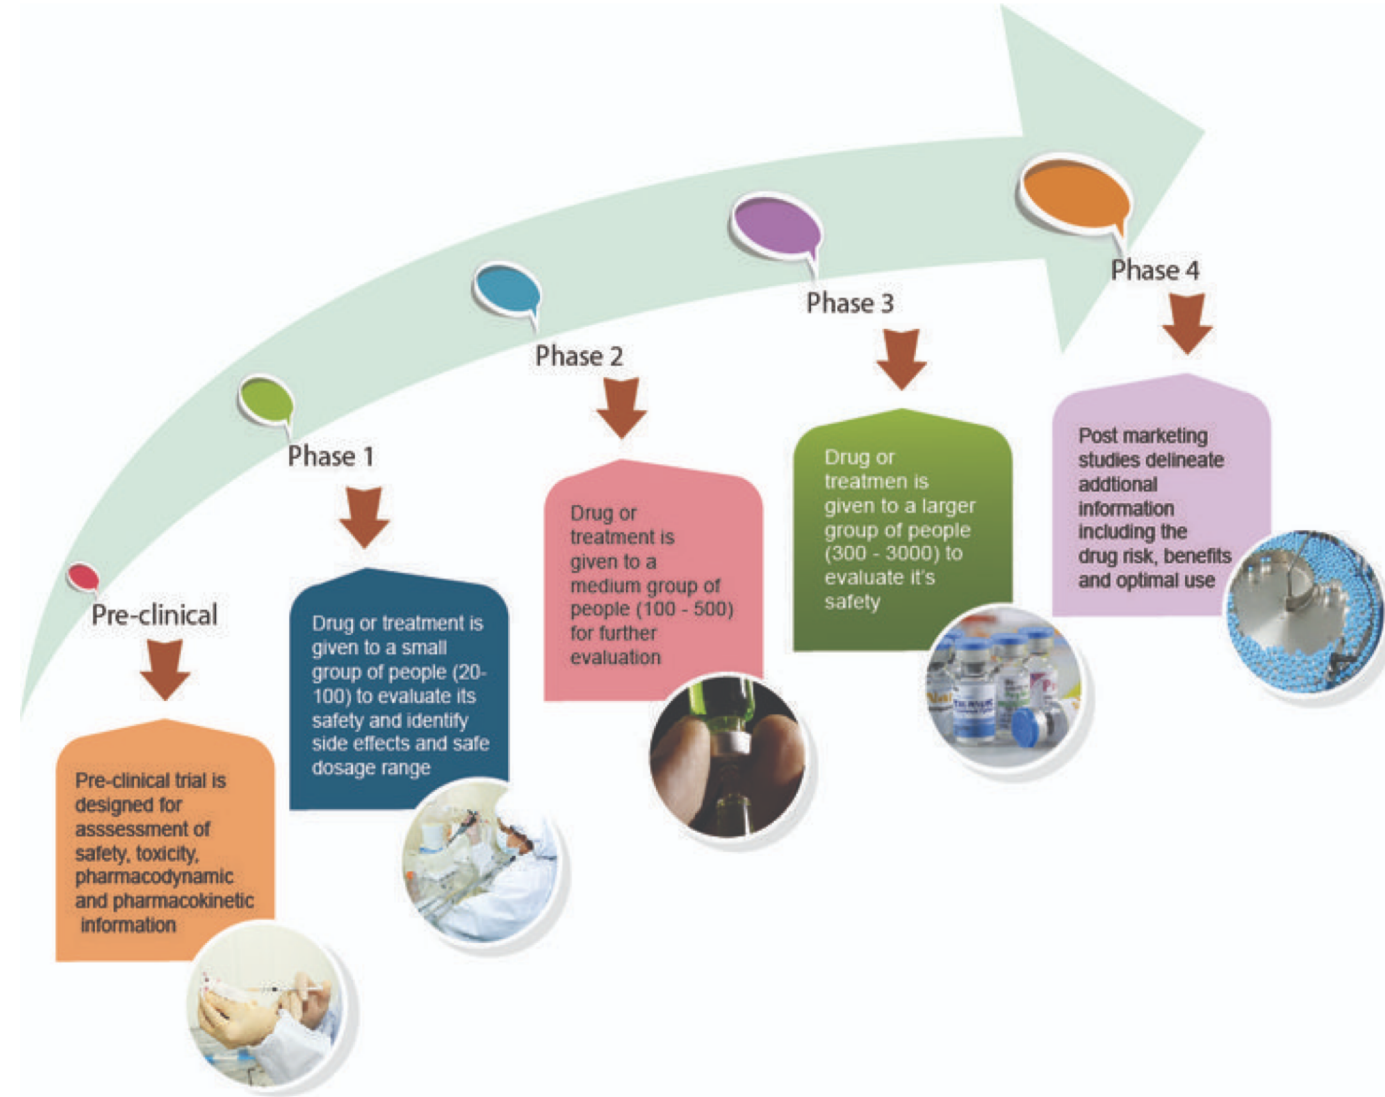 Pre-clinical
Pre-clinical trial is
designed for
asssessment of
safety, toxicity,
pharmacodynamic
and pharmacokinetic
information
Phase 1
Drug or treatment is
given to a small
group of people (20-
100) to evaluate its
safety and identify
side effects and safe
dosage range
Phase 2
Drug or
treatment is
given to a
medium group of
people (100 - 500)
for further
evaluation
Phase 3
Drug or
treatmen is
given to a larger
group of people
(300 - 3000) to
evaluate it's
safety
Phase 4
Post marketing
studies delineate
addtional
information
including the
drug risk, benefits
and optimal use